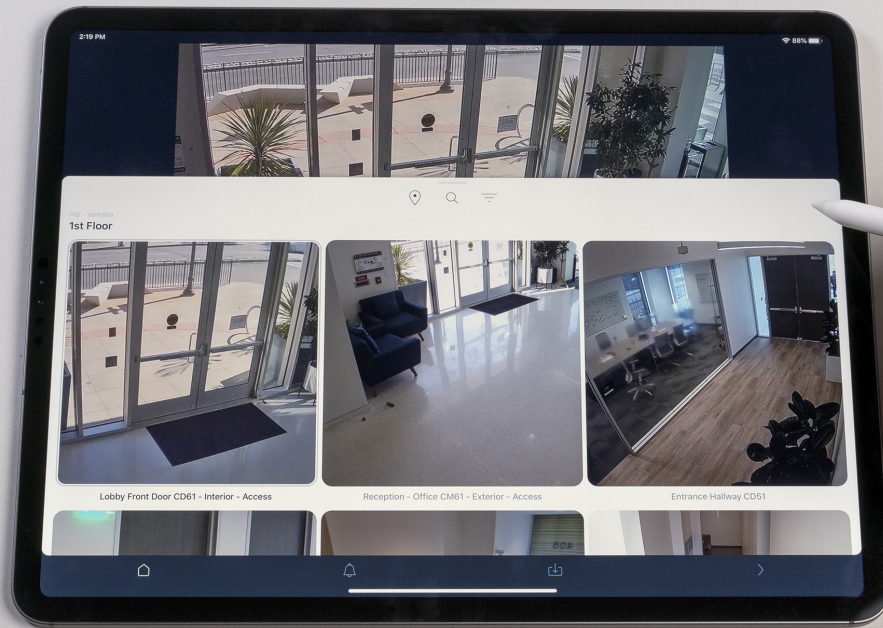 2:19 PM
88%
HQ - Verkada
1st Floor
Lobby Front Door CD61 - Interior - Access
Reception - Office CM61 - Exterior - Access
Entrance Hallway CD51